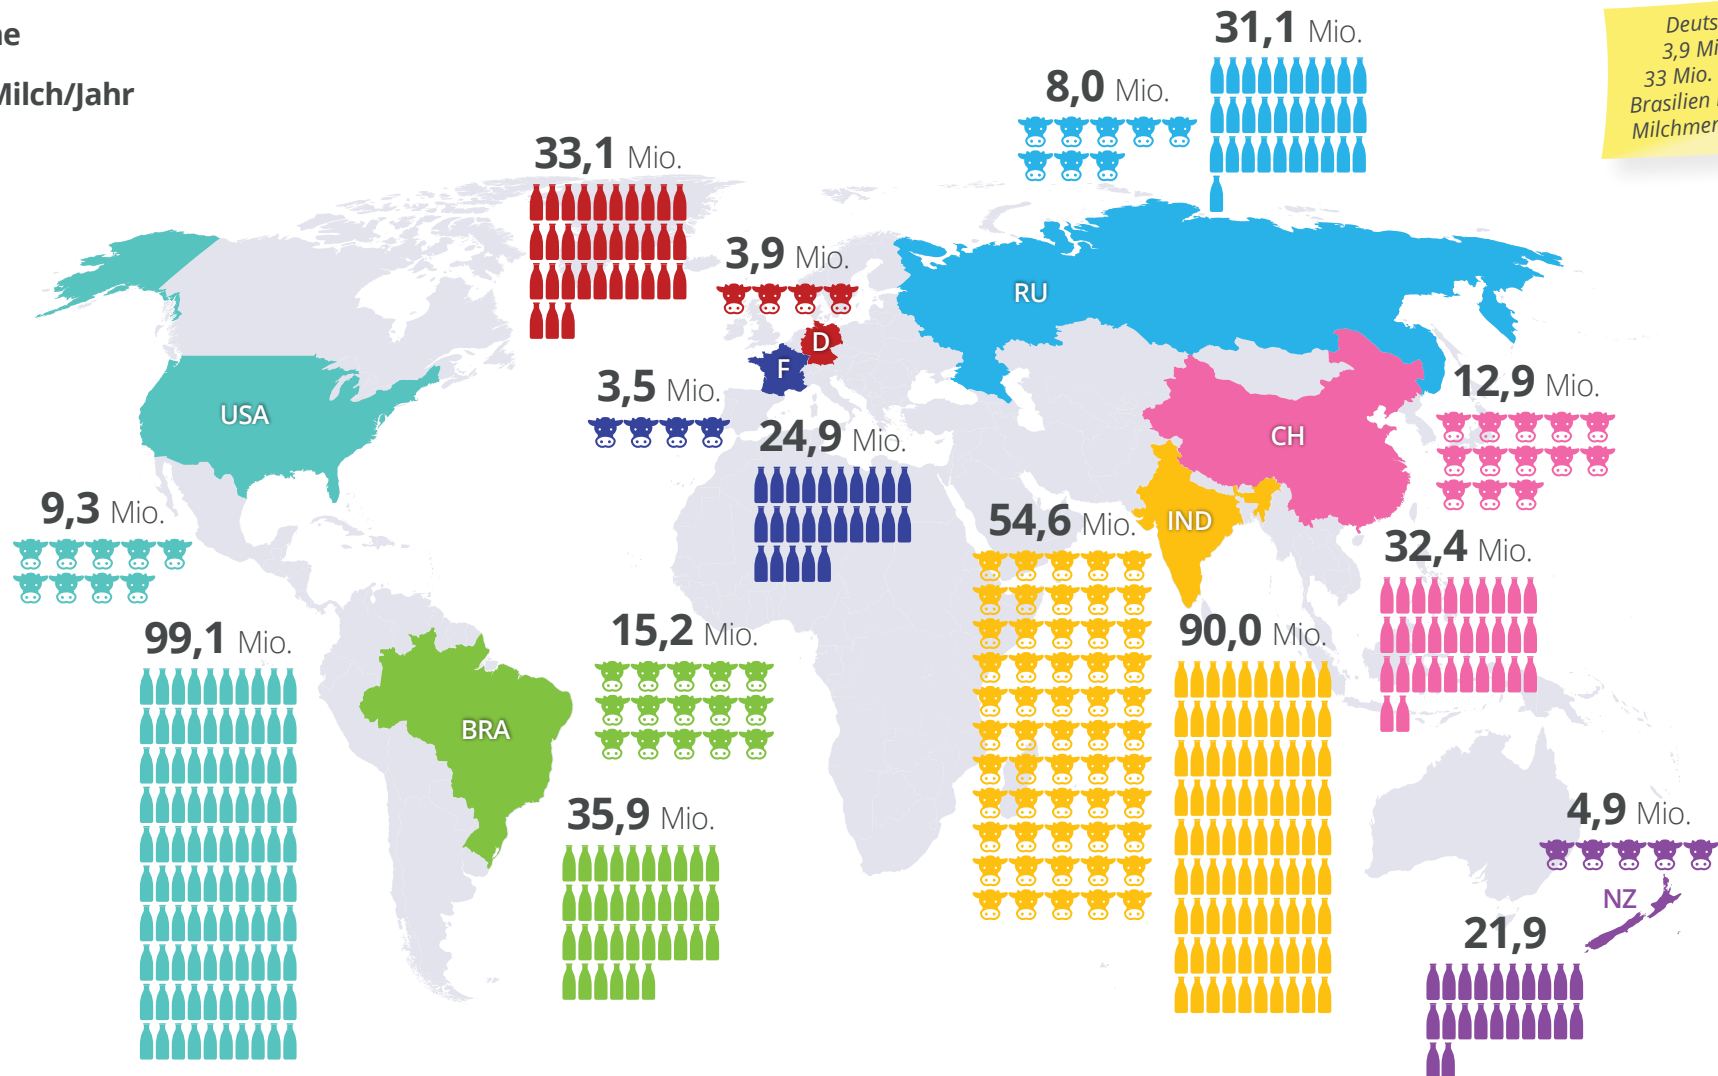 Milch/Jahr
31,1 Mio.
8,0 Mio.
Deuts
3,9 Mi
33 Mio.
Brasilien
Milchmer
33,1 Mio.
3,9 Mio.
RU
D
F
3,5 Mio.
24,9 Mio.
USA
9,3 Mio.
99,1 Mio.
12,9 Mio.
CH
IND
54,6 Mio.
32,4 Mio.
90,0 Mio.
15,2 Mio.
BRA
35,9 Mio.
4,9 Mio.
NZ
21,9